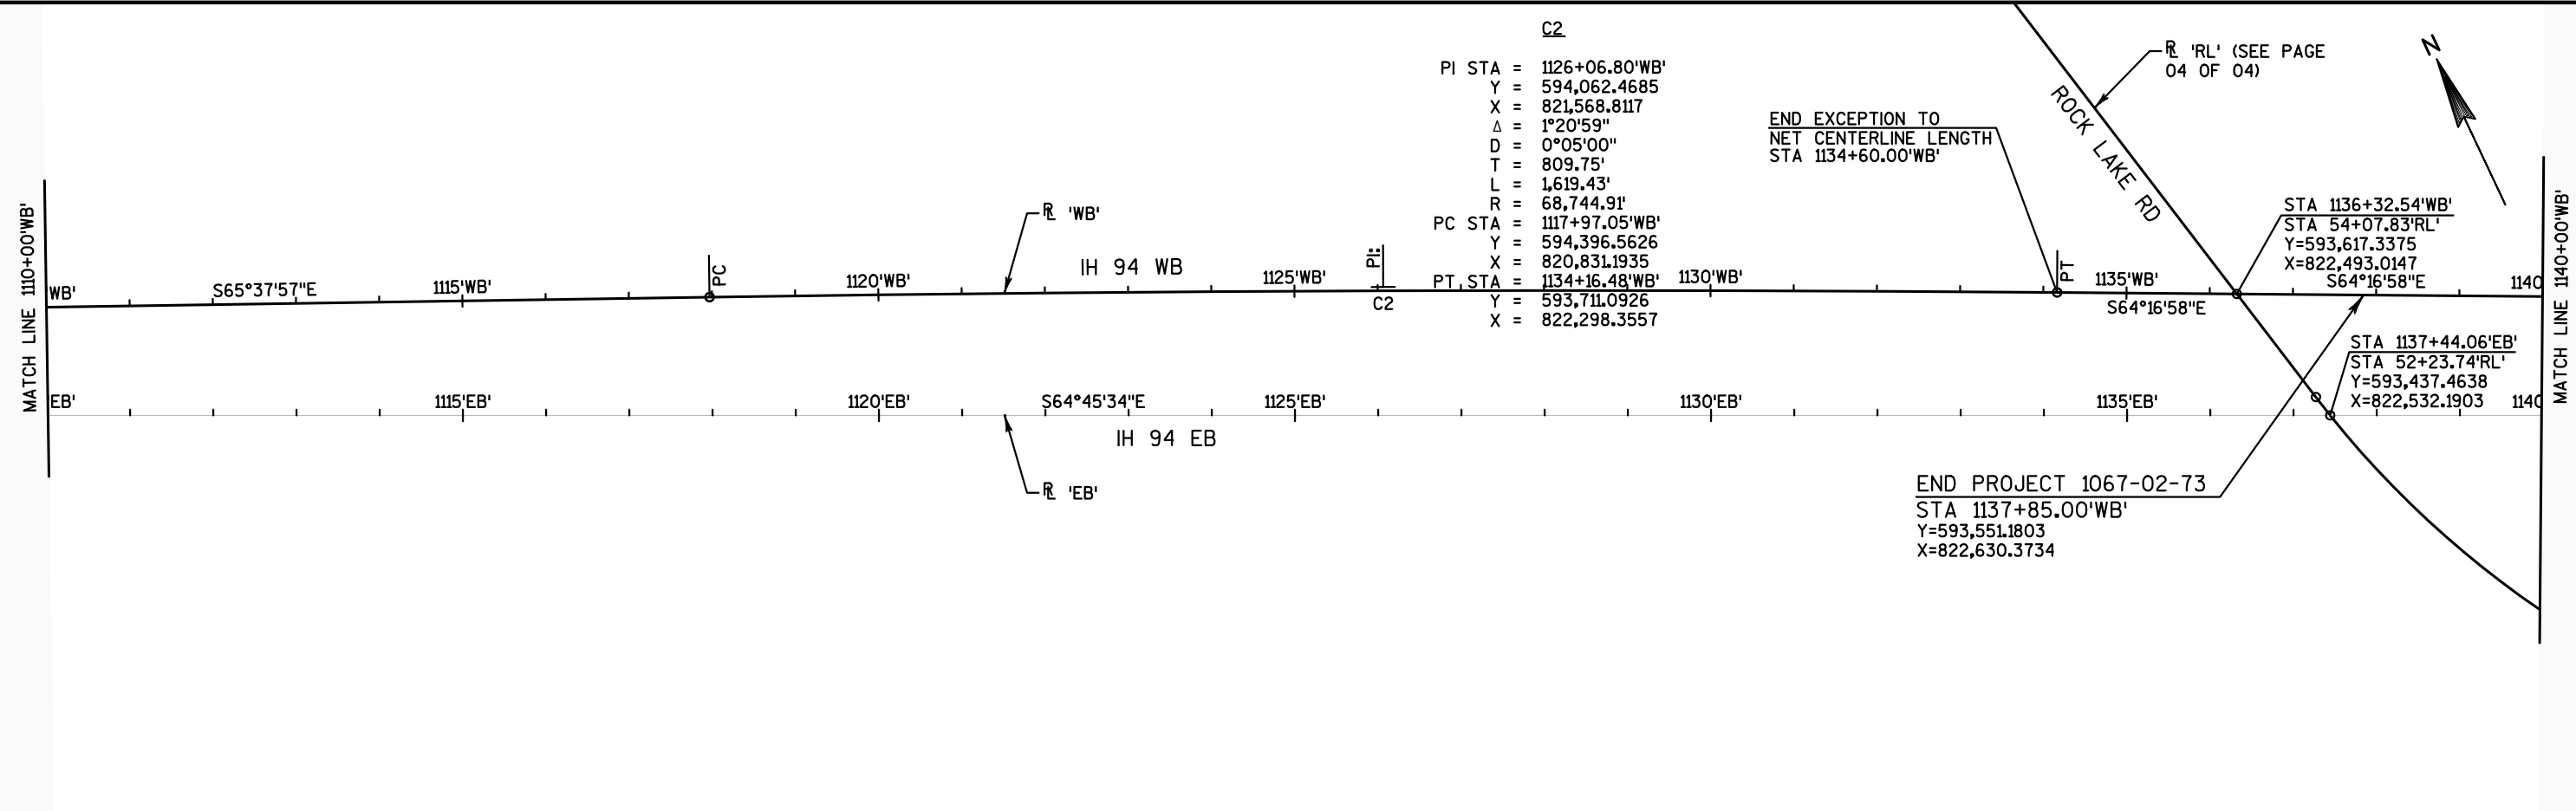 C2
PI STA = 1126+06.80'WB'
Y = 594,062.4685
X = 821,568.8117
Δ = 1°20'59"
D = 0°05'00"
T = 809.75'
L = 1,619.43'
R = 68,744.91'
PC STA = 1117+97.05'WB'
Y = 594,396.5626
X = 820,831.1935
PT STA = 1134+16.48'WB'
Y = 593,711.0926
X = 822,298.3557
RL 'RL' (SEE PAGE
04 OF 04)
N
ROCK LAKE RD
END EXCEPTION TO
NET CENTERLINE LENGTH
STA 1134+60.00'WB'
STA 1136+32.54'WB'
STA 54+07.83'RL'
Y=593,617.3375
X=822,493.0147
MATCH LINE 1110+00'WB'
WB'
S65°37'57"E
1115'WB'
PC
1120'WB'
RL 'WB'
IH 94 WB
1125'WB'
PI:
C2
1130'WB'
PT
1135'WB'
S64°16'58"E
S64°16'58"E
1140
MATCH LINE 1140+00'WB'
STA 1137+44.06'EB'
STA 52+23.74'RL'
Y=593,437.4638
X=822,532.1903
EB'
1115'EB'
1120'EB'
S64°45'34"E
1125'EB'
1130'EB'
1135'EB'
1140
IH 94 EB
RL 'EB'
END PROJECT 1067-02-73
STA 1137+85.00'WB'
Y=593,551.1803
X=822,630.3734